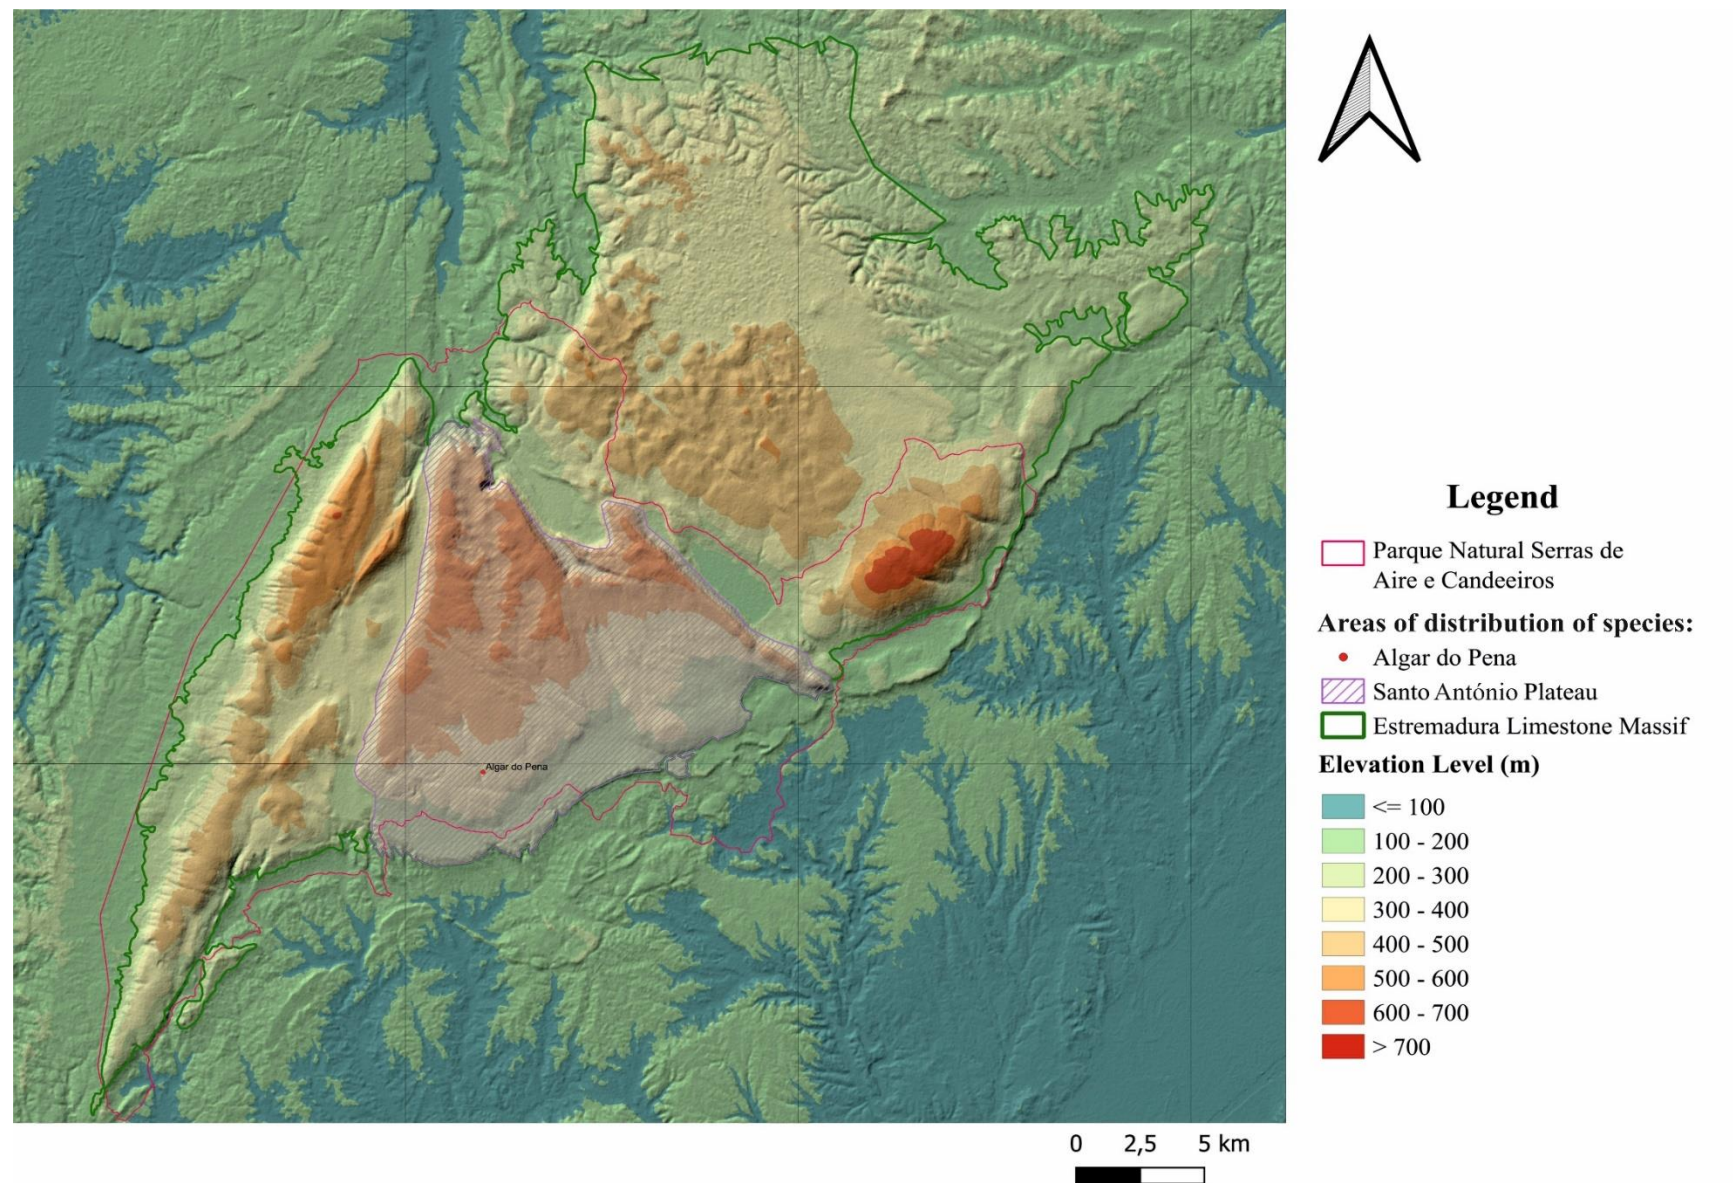 Legend
Parque Natural Serras de
Aire e Candeeiros
Areas of distribution of species:
Algar do Pena
Santo António Plateau
Estremadura Limestone Massif
Elevation Level (m)
<= 100
100 - 200
200 - 300
300 - 400
400 - 500
500 - 600
600 - 700
> 700
Algar do Pena
0 2,5 5 km